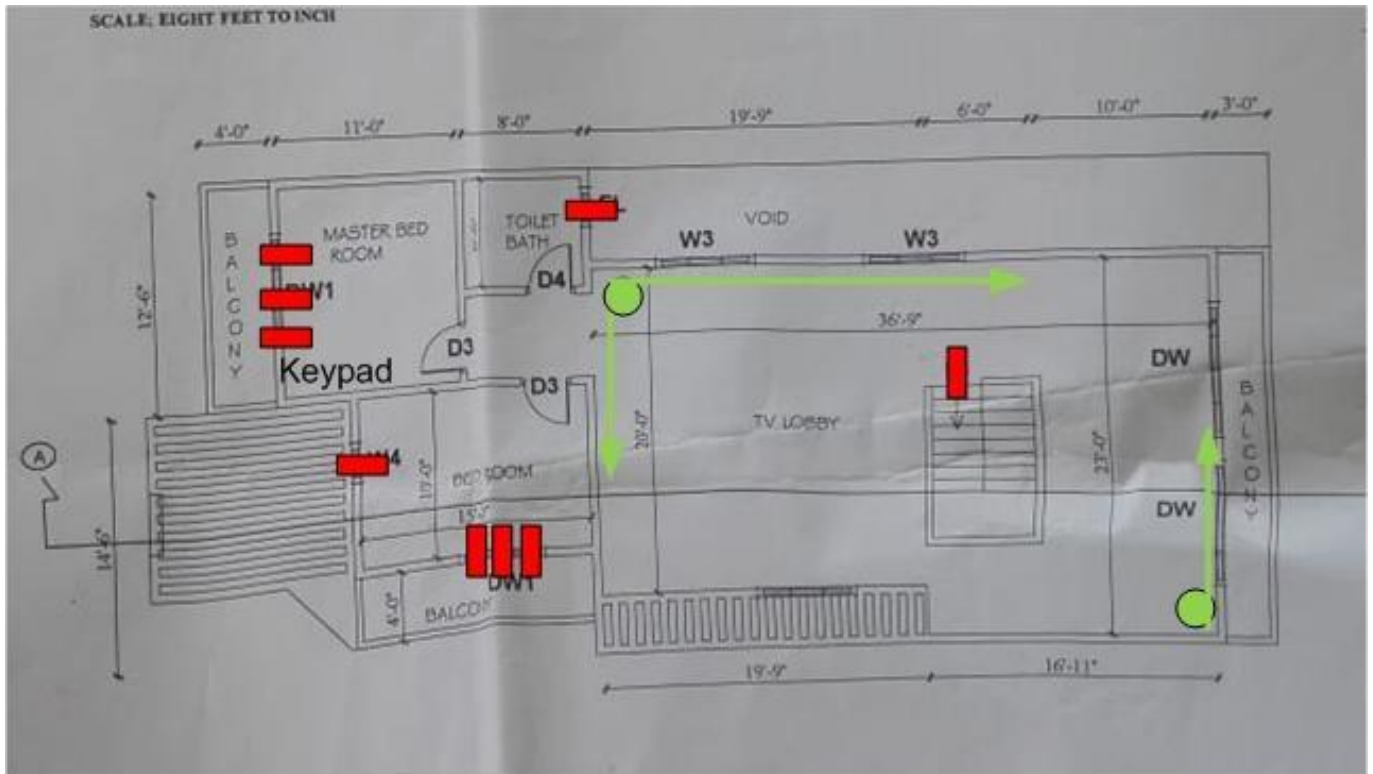 SCALE; EIGHT FEET TO INCH
4'-0" 11'-0" 8'-0" 19'-9" 6'-0" 10'-0" 3'-0"
12'-6"
BALCONY
MASTER BED
ROOM
TOILET
BATH
VOID
W3 W3
D4
36'-9"
D3
DW
Keypad
D3
BALCONY
TV LOBBY
20'-0"
23'-0"
A
BED ROOM
DW
14'-6"
DW1
4'-0"
19'-9" 16'-11"